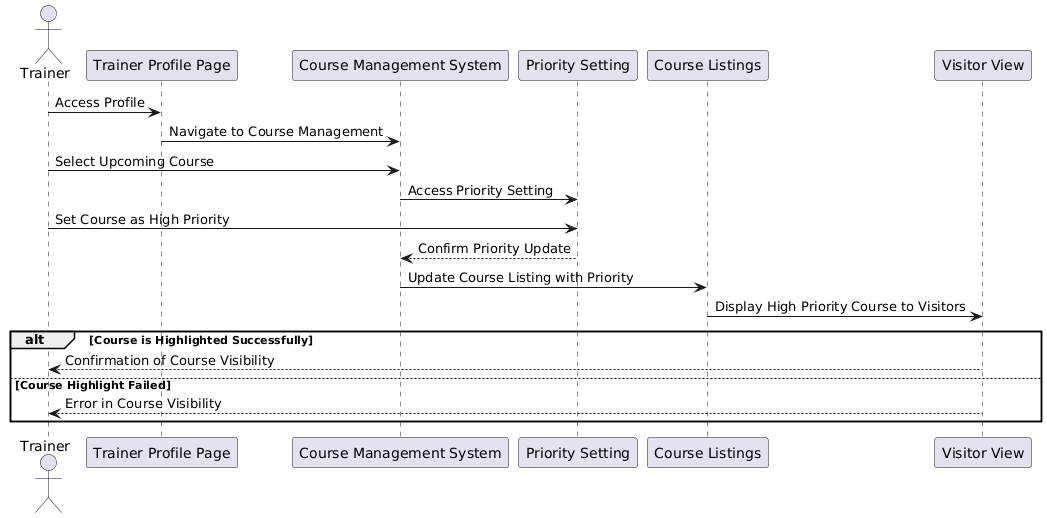 Trainer
Trainer Profile Page
Course Management System
Priority Setting
Course Listings
Visitor View
Access Profile
Navigate to Course Management
Select Upcoming Course
Access Priority Setting
Set Course as High Priority
Confirm Priority Update
Update Course Listing with Priority
Display High Priority Course to Visitors
alt
[Course is Highlighted Successfully]
Confirmation of Course Visibility
[Course Highlight Failed]
Error in Course Visibility
Trainer
Trainer Profile Page
Course Management System
Priority Setting
Course Listings
Visitor View